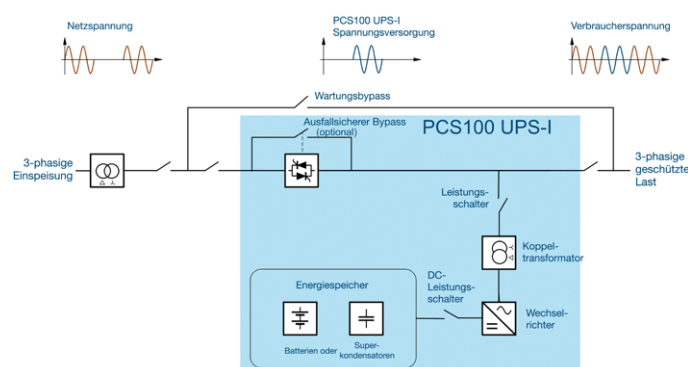 Netzspannung
PCS100 UPS-I
Spannungsversorgung
Verbraucherspannung
Wartungsbypass
Ausfallsicherer Bypass
(optional)
PCS100 UPS-I
3-phasige
Einspeisung
3-phasige
geschützte
Last
Leistungs-
schalter
Koppel-
transformator
DC-
Leistungs-
schalter
Energiespeicher
Wechsel-
richter
Batterien oder
Super-
kondensatoren